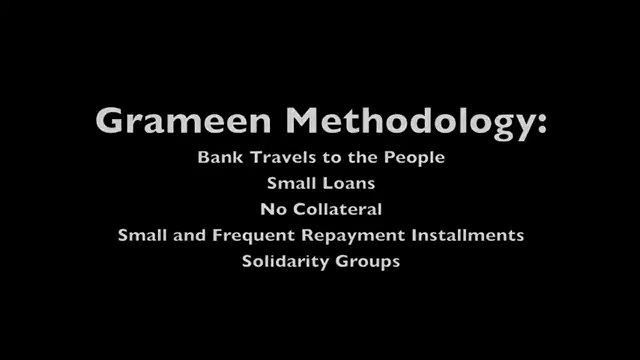 Grameen Methodology:
Bank Travels to the People
Small Loans
No Collateral
Small and Frequent Repayment Installments
Solidarity Groups